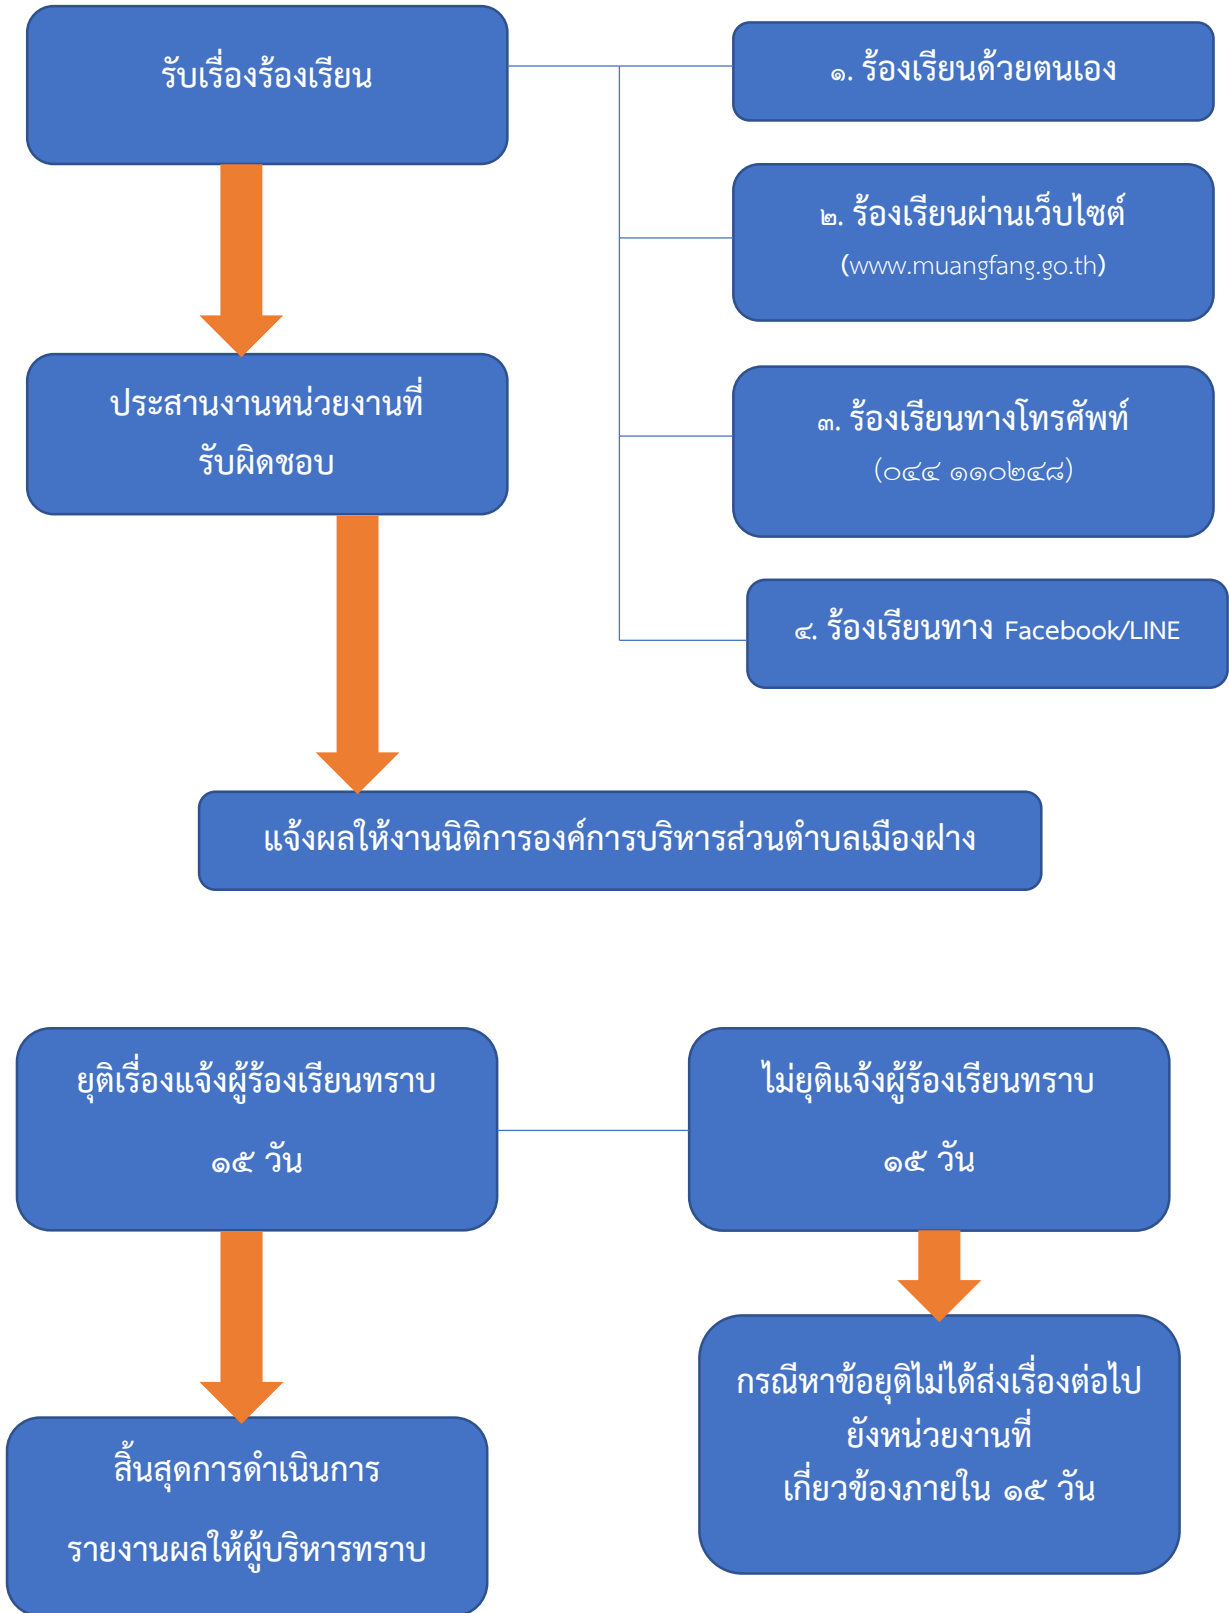 รับเรื่องร้องเรียน
๑. ร้องเรียนด้วยตนเอง
๒. ร้องเรียนผ่านเว็บไซต์
(www.muangfang.go.th)
ประสานงานหน่วยงานที่
รับผิดชอบ
๓. ร้องเรียนทางโทรศัพท์
(๐๔๔ ๑๑๐๒๔๘)
๔. ร้องเรียนทาง Facebook/LINE
แจ้งผลให้งานนิติการองค์การบริหารส่วนตำบลเมืองฝาง
ยุติเรื่องแจ้งผู้ร้องเรียนทราบ
๑๕ วัน
ไม่ยุติแจ้งผู้ร้องเรียนทราบ
๑๕ วัน
กรณีหาข้อยุติไม่ได้ส่งเรื่องต่อไป
ยังหน่วยงานที่
เกี่ยวข้องภายใน ๑๕ วัน
สิ้นสุดการดำเนินการ
รายงานผลให้ผู้บริหารทราบ